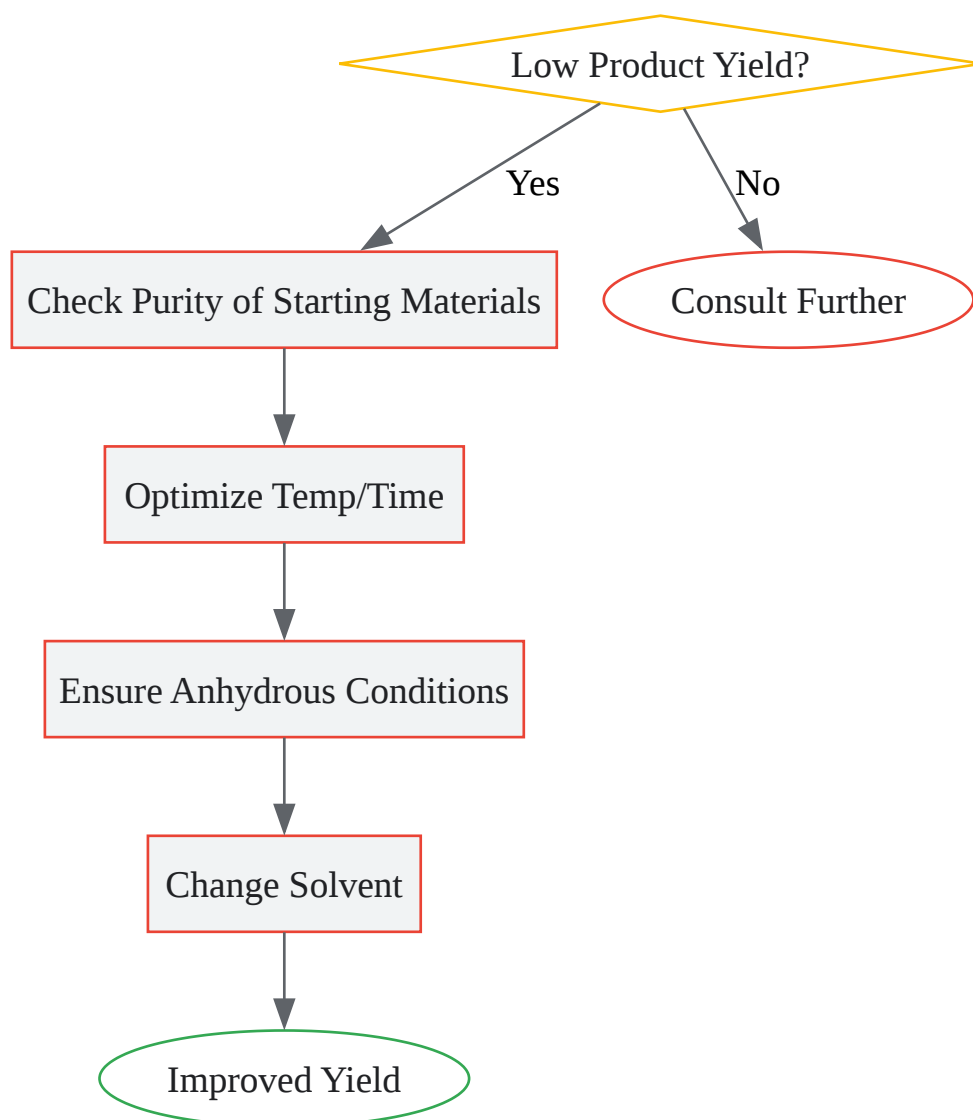 Low Product Yield?
Yes
No
Check Purity of Starting Materials
Consult Further
Optimize Temp/Time
Ensure Anhydrous Conditions
Change Solvent
Improved Yield